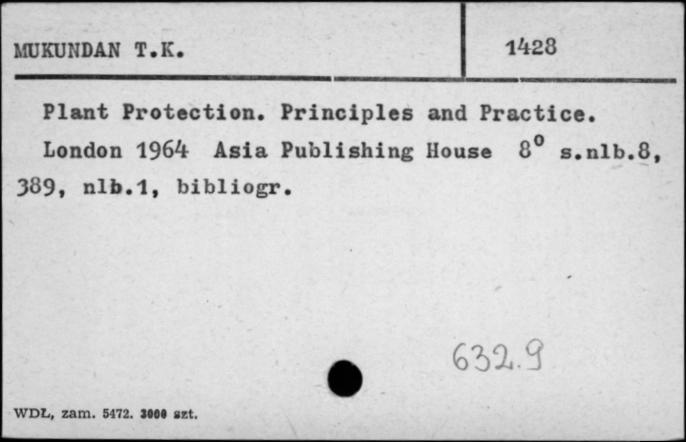 MUKUNDAN T.K.
1428
Plant Protection. Principles and Practice.
London 1964 Asia Publishing House 8⁰ s.nlb.8,
389, nlb.1, bibliogr.
632.9
WDŁ, zam. 5472. 3000 szt.